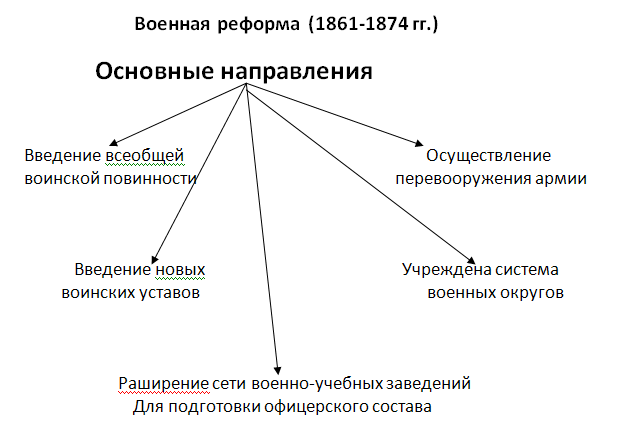 Военная реформа (1861-1874 гг.)
Основные направления
Введение всеобщей
воинской повинности
Осуществление
перевооружения армии
Введение новых
воинских уставов
Учреждена система
военных округов
Раширение сети военно-учебных заведений
Для подготовки офицерского состава